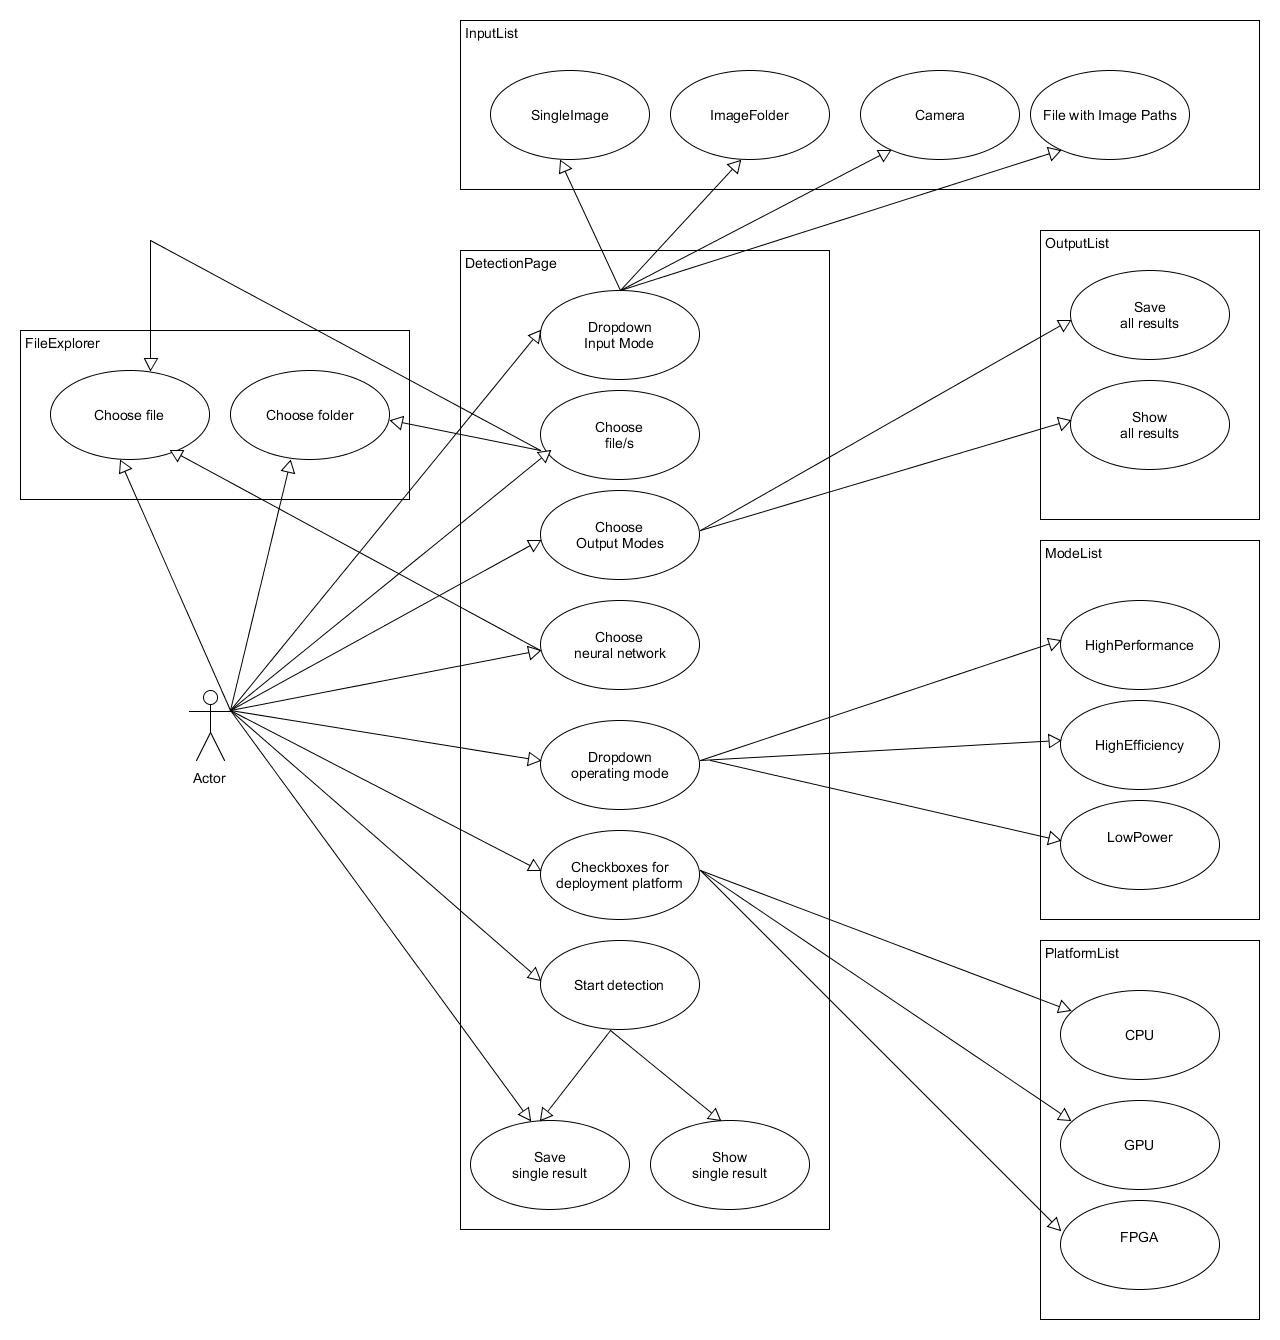 InputList
SingleImage
ImageFolder
Camera
File with Image Paths
OutputList
Save
all results
Show
all results
DetectionPage
Dropdown
Input Mode
Choose
file/s
Choose
Output Modes
Choose
neural network
Dropdown
operating mode
Checkboxes for
deployment platform
Start detection
Save
single result
Show
single result
FileExplorer
Choose file
Choose folder
Actor
ModeList
HighPerformance
HighEfficiency
LowPower
PlatformList
CPU
GPU
FPGA